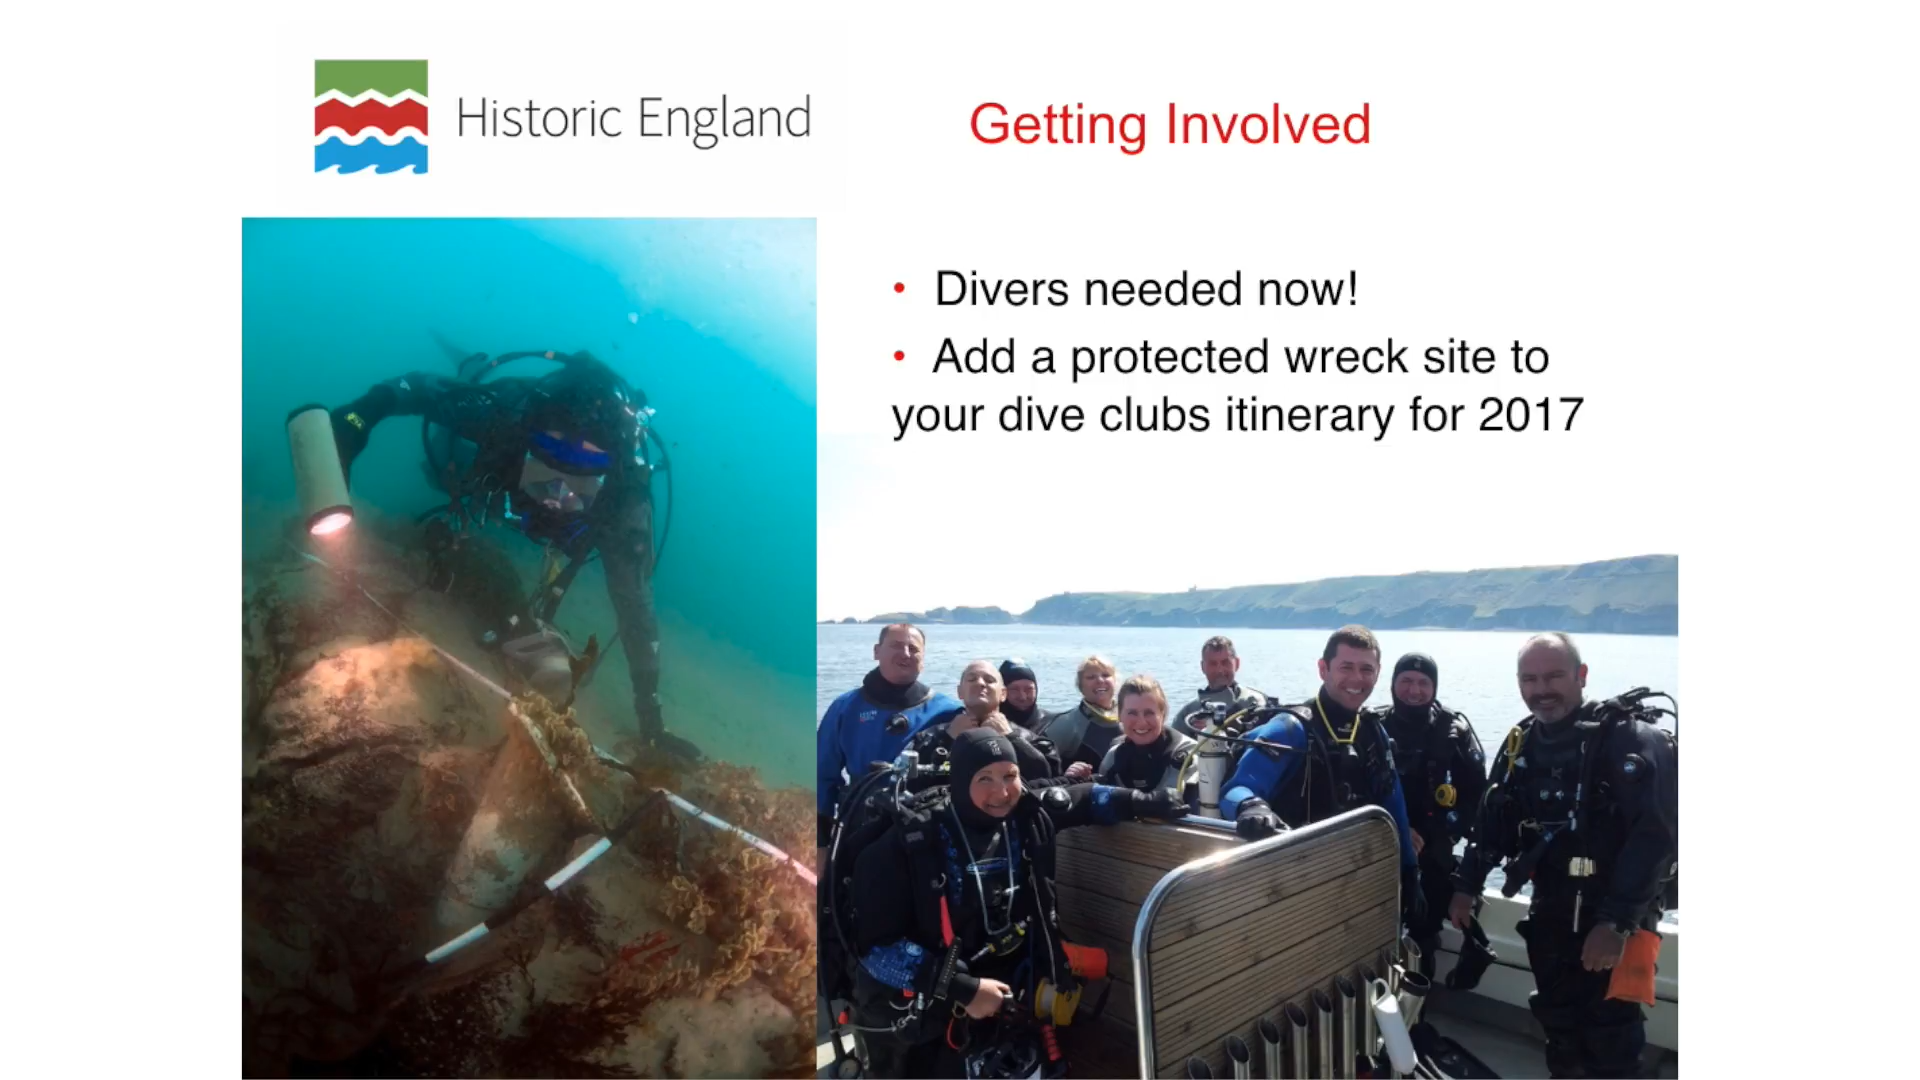 Historic England
Getting Involved
• Divers needed now!
• Add a protected wreck site to
your dive clubs itinerary for 2017